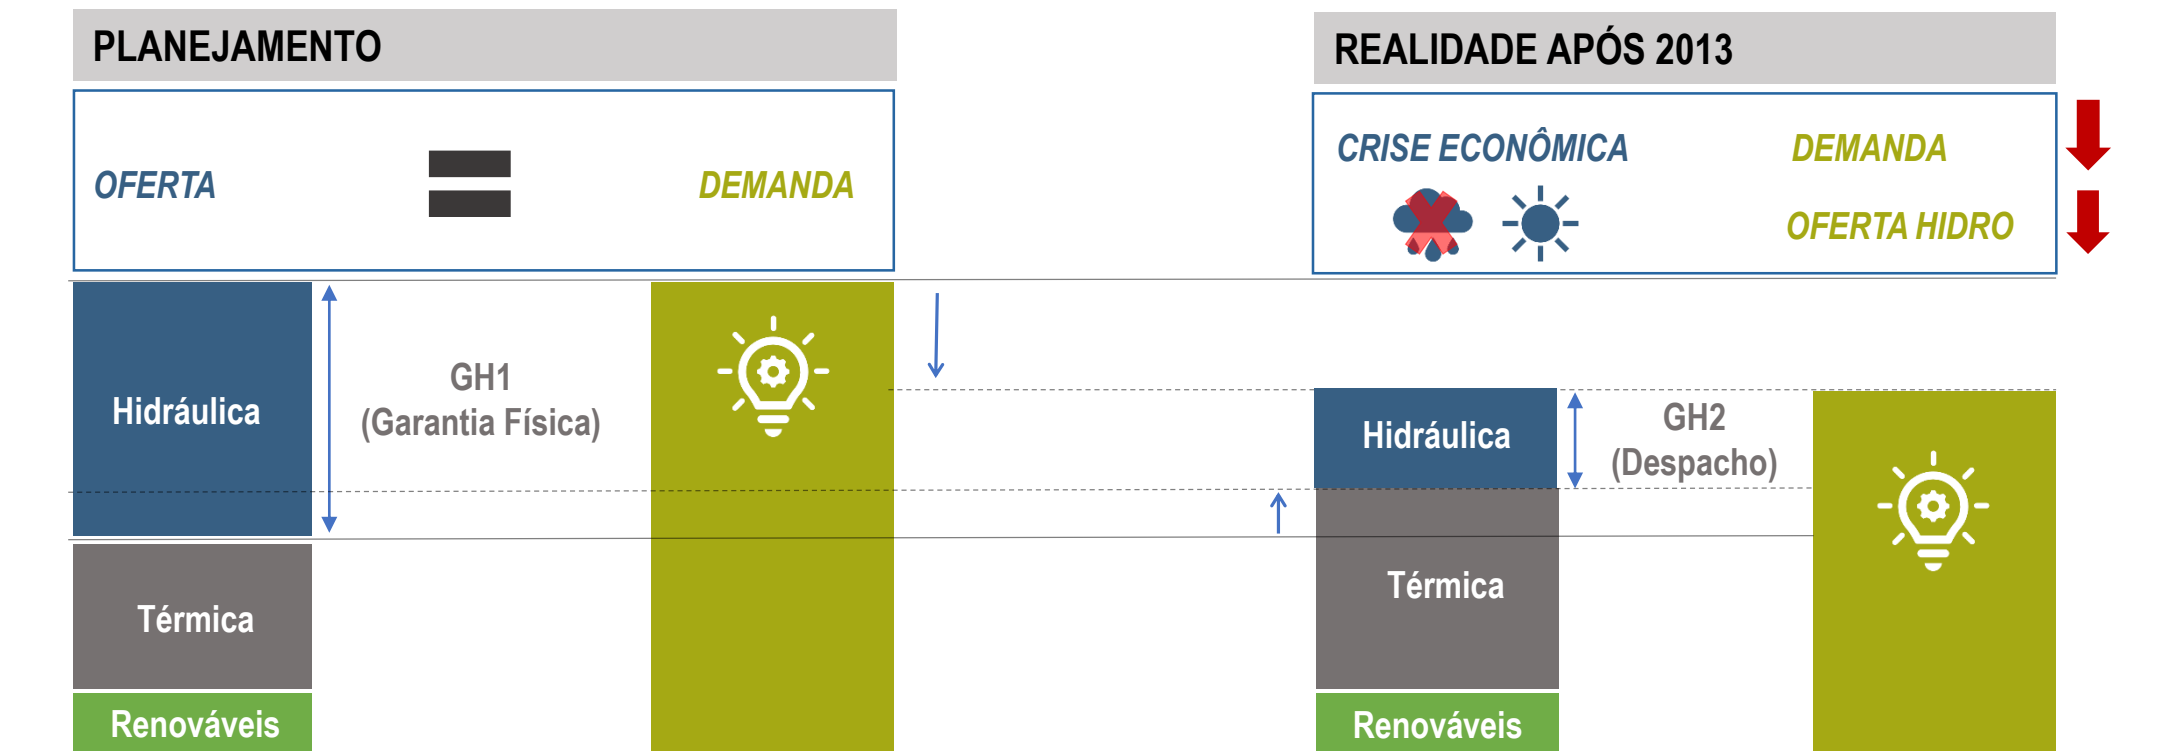 PLANEJAMENTO
OFERTA
DEMANDA
Hidráulica
GH1
(Garantia Física)
Térmica
Renováveis
REALIDADE APÓS 2013
CRISE ECONÔMICA
DEMANDA
OFERTA HIDRO
Hidráulica
GH2
(Despacho)
Térmica
Renováveis